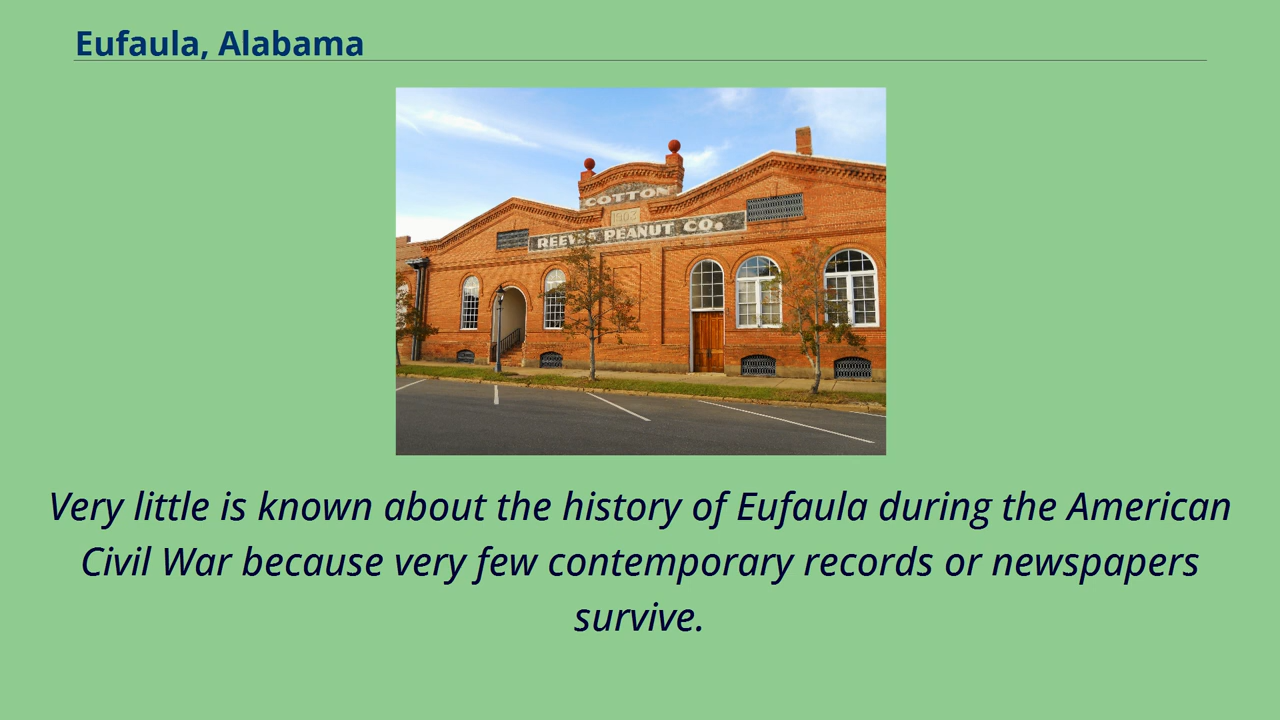 Eufaula, Alabama
COTTON
1903
REEVES PEANUT CO.
Very little is known about the history of Eufaula during the American
Civil War because very few contemporary records or newspapers
survive.